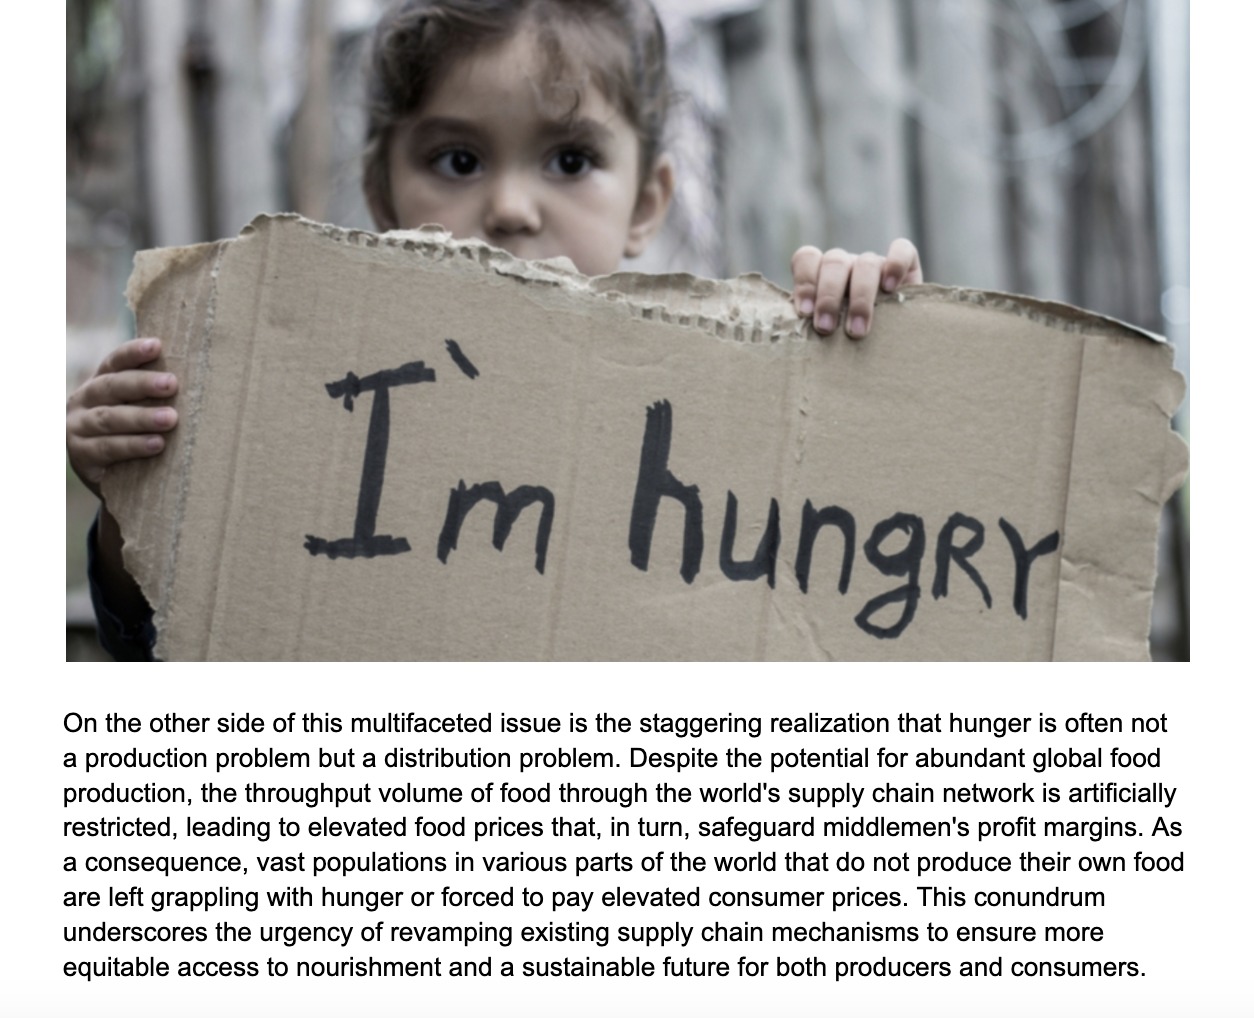 I'm hungry
On the other side of this multifaceted issue is the staggering realization that hunger is often not
a production problem but a distribution problem. Despite the potential for abundant global food
production, the throughput volume of food through the world's supply chain network is artificially
restricted, leading to elevated food prices that, in turn, safeguard middlemen's profit margins. As
a consequence, vast populations in various parts of the world that do not produce their own food
are left grappling with hunger or forced to pay elevated consumer prices. This conundrum
underscores the urgency of revamping existing supply chain mechanisms to ensure more
equitable access to nourishment and a sustainable future for both producers and consumers.